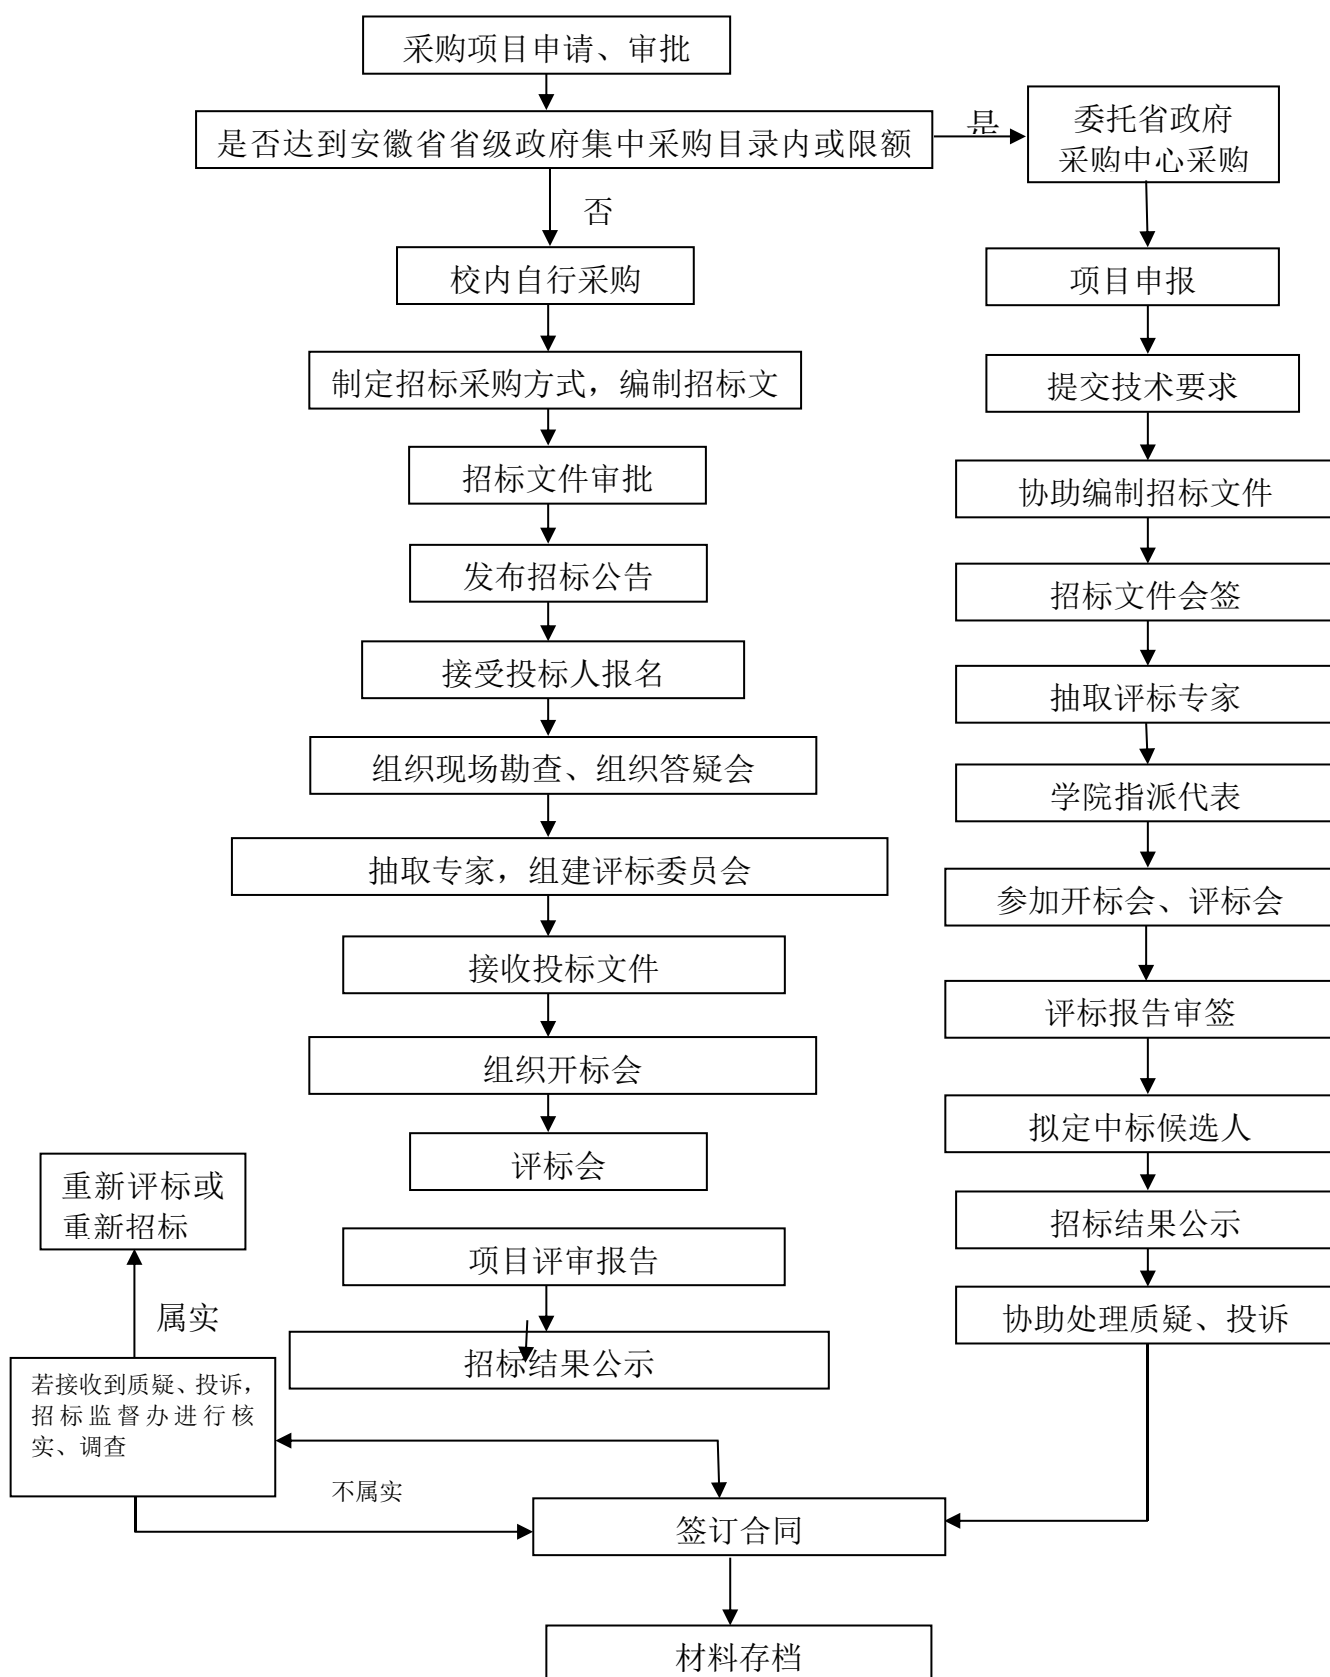 采购项目申请、审批
是否达到安徽省省级政府集中采购目录内或限额
是
委托省政府
采购中心采购
否
校内自行采购
项目申报
制定招标采购方式，编制招标文
提交技术要求
招标文件审批
协助编制招标文件
发布招标公告
招标文件会签
接受投标人报名
抽取评标专家
组织现场勘查、组织答疑会
学院指派代表
抽取专家，组建评标委员会
参加开标会、评标会
接收投标文件
评标报告审签
组织开标会
拟定中标候选人
评标会
重新评标或
重新招标
招标结果公示
项目评审报告
属实
协助处理质疑、投诉
招标结果公示
若接收到质疑、投诉，
招标监督办进行核
实、调查
不属实
签订合同
材料存档